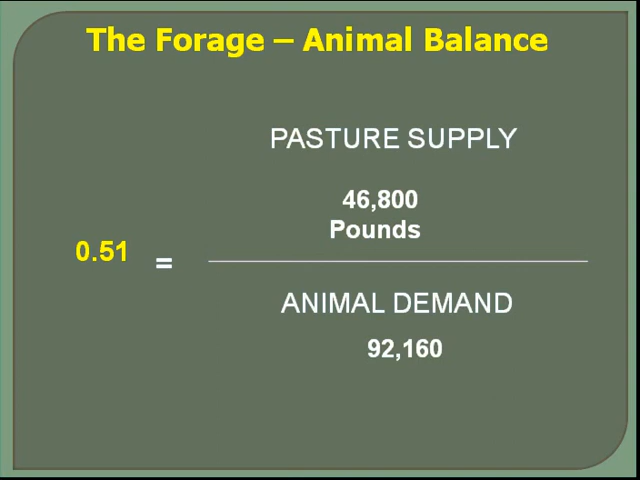 The Forage – Animal Balance
PASTURE SUPPLY
46,800
Pounds
0.51 =
ANIMAL DEMAND
92,160